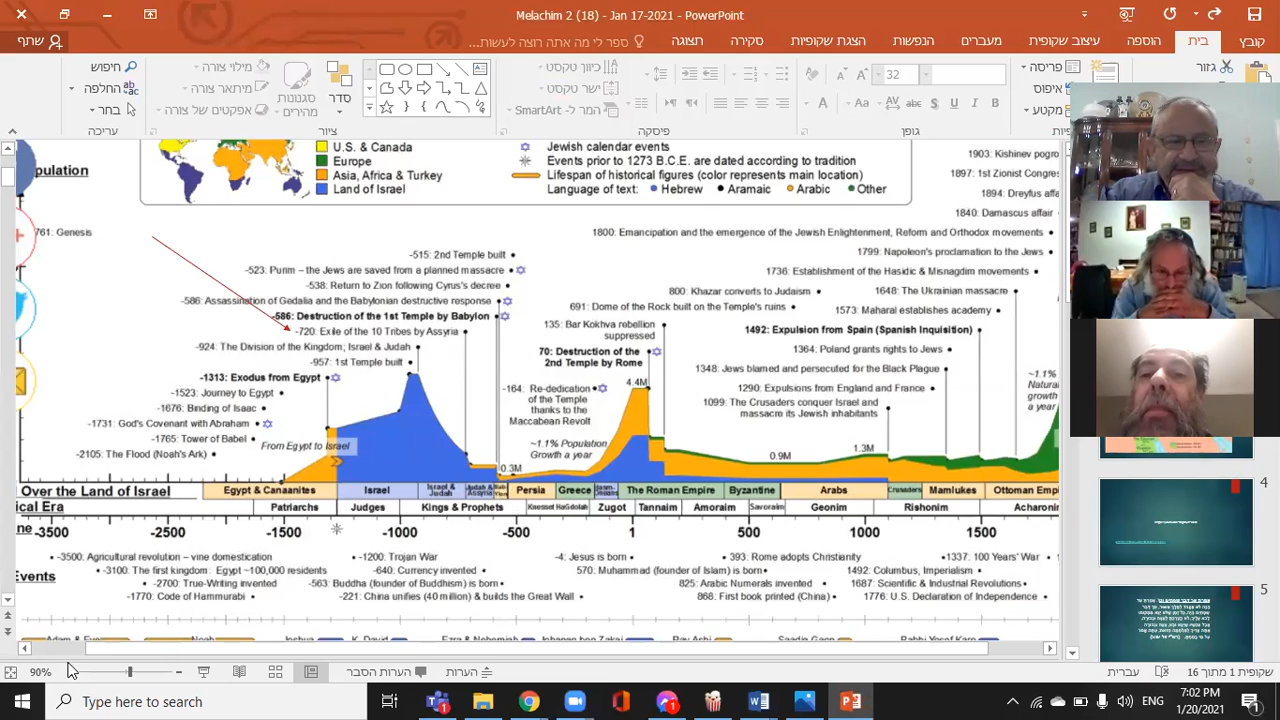 Melachim 2 (18) - Jan 17-2021 - PowerPoint
קובץ
בית
הוספה
עיצוב שקופית
מעברים
הנפשות
הצגת שקופיות
סקירה
תצוגה
ספר לי מה אתה רוצה לעשות...
שתף
גזור
פריסה
איפוס
מקטע
32
גופן
פיסקה
כיוון טקסט
ישר טקסט
המר ל- SmartArt
ציור
סדר
סגנונות מהירים
מילוי צורה
מיתאר צורה
אפקטים של צורה
עריכה
חיפוש
החלפה
בחר
U.S. & Canada
Europe
Asia, Africa & Turkey
Land of Israel
Jewish calendar events
Events prior to 1273 B.C.E. are dated according to tradition
Lifespan of historical figures (color represents main location)
Language of text: Hebrew Aramaic Arabic Other
opulation
761: Genesis
1903: Kishinev pogro
1897: 1st Zionist Congres
1894: Dreyfus affa
1840: Damascus affair
1800: Emancipation and the emergence of the Jewish Enlightenment, Reform and Orthodox movements
1799: Napoleon's proclamation to the Jews
1736: Establishment of the Hasidic & Misnagdim movements
1648: The Ukrainian massacre
1573: Maharal establishes academy
1492: Expulsion from Spain (Spanish Inquisition)
1364: Poland grants rights to Jews
1348: Jews blamed and persecuted for the Black Plague
1290: Expulsions from England and France
1099: The Crusaders conquer Israel and
massacre its Jewish inhabitants
800: Khazar converts to Judaism
691: Dome of the Rock built on the Temple's ruins
135: Bar Kokhva rebellion
suppressed
70: Destruction of the
2nd Temple by Rome
-164: Re-dedication
of the Temple
thanks to the
Maccabean Revolt
~1.1% Population
Growth a year
-515: 2nd Temple built
-523: Purim – the Jews are saved from a planned massacre
-538: Return to Zion following Cyrus's decree
-586: Assassination of Gedalia and the Babylonian destructive response
-586: Destruction of the 1st Temple by Babylon
-720: Exile of the 10 Tribes by Assyria
-924: The Division of the Kingdom; Israel & Judah
-957: 1st Temple built
-1313: Exodus from Egypt
-1523: Journey to Egypt
-1676: Binding of Isaac
-1731: God's Covenant with Abraham
-1765: Tower of Babel
-2105: The Flood (Noah's Ark)
From Egypt to Israel
0.3M
4.4M
0.9M
1.3M
~1.1%
Natural
growth
a year
Over the Land of Israel
Egypt & Canaanites
Israel
Israel & Judah
Judah & Assyria
Persia
Greece
The Roman Empire
Byzantine
Arabs
Crusaders
Mamlukes
Ottoman Empi
ical Era
Patriarchs
Judges
Kings & Prophets
Knesset HaGdolah
Zugot
Tannaim
Amoraim
Savoraim
Geonim
Rishonim
Acharonim
ne
-3500 -2500 -1500 -1000 -500 0 500 1000 1500
-3500: Agricultural revolution – vine domestication
-1200: Trojan War
-4: Jesus is born
393: Rome adopts Christianity
1337: 100 Years' War
-3100: The first kingdom: Egypt ~100,000 residents
-640: Currency invented
570: Muhammad (founder of Islam) is born
1492: Columbus, Imperialism
Events
-2700: True-Writing invented
-563: Buddha (founder of Buddhism) is born
825: Arabic Numerals invented
1687: Scientific & Industrial Revolutions
-1770: Code of Hammurabi
-221: China unifies (40 million) & builds the Great Wall
868: First book printed (China)
1776: U.S. Declaration of Independence
4
5
90%
הערות הסבר
הערות
עברית
שקופית 1 מתוך 16
Type here to search
ENG
7:02 PM
1/20/2021